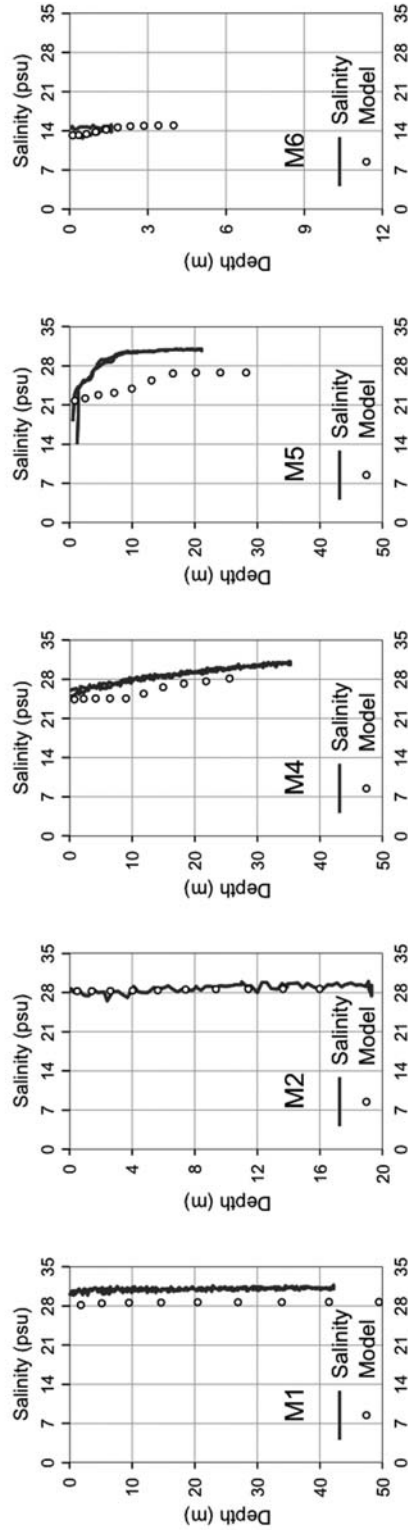 Salinity (psu)
Depth (m)
0
10
20
30
40
50
M1
Salinity
Model
0 7 14 21 28 35
Salinity (psu)
Depth (m)
0
4
8
12
16
20
M2
Salinity
Model
0 7 14 21 28 35
Salinity (psu)
Depth (m)
0
10
20
30
40
50
M4
Salinity
Model
0 7 14 21 28 35
Salinity (psu)
Depth (m)
0
10
20
30
40
50
M5
Salinity
Model
0 7 14 21 28 35
Salinity (psu)
Depth (m)
0
3
6
9
12
M6
Salinity
Model
0 7 14 21 28 35